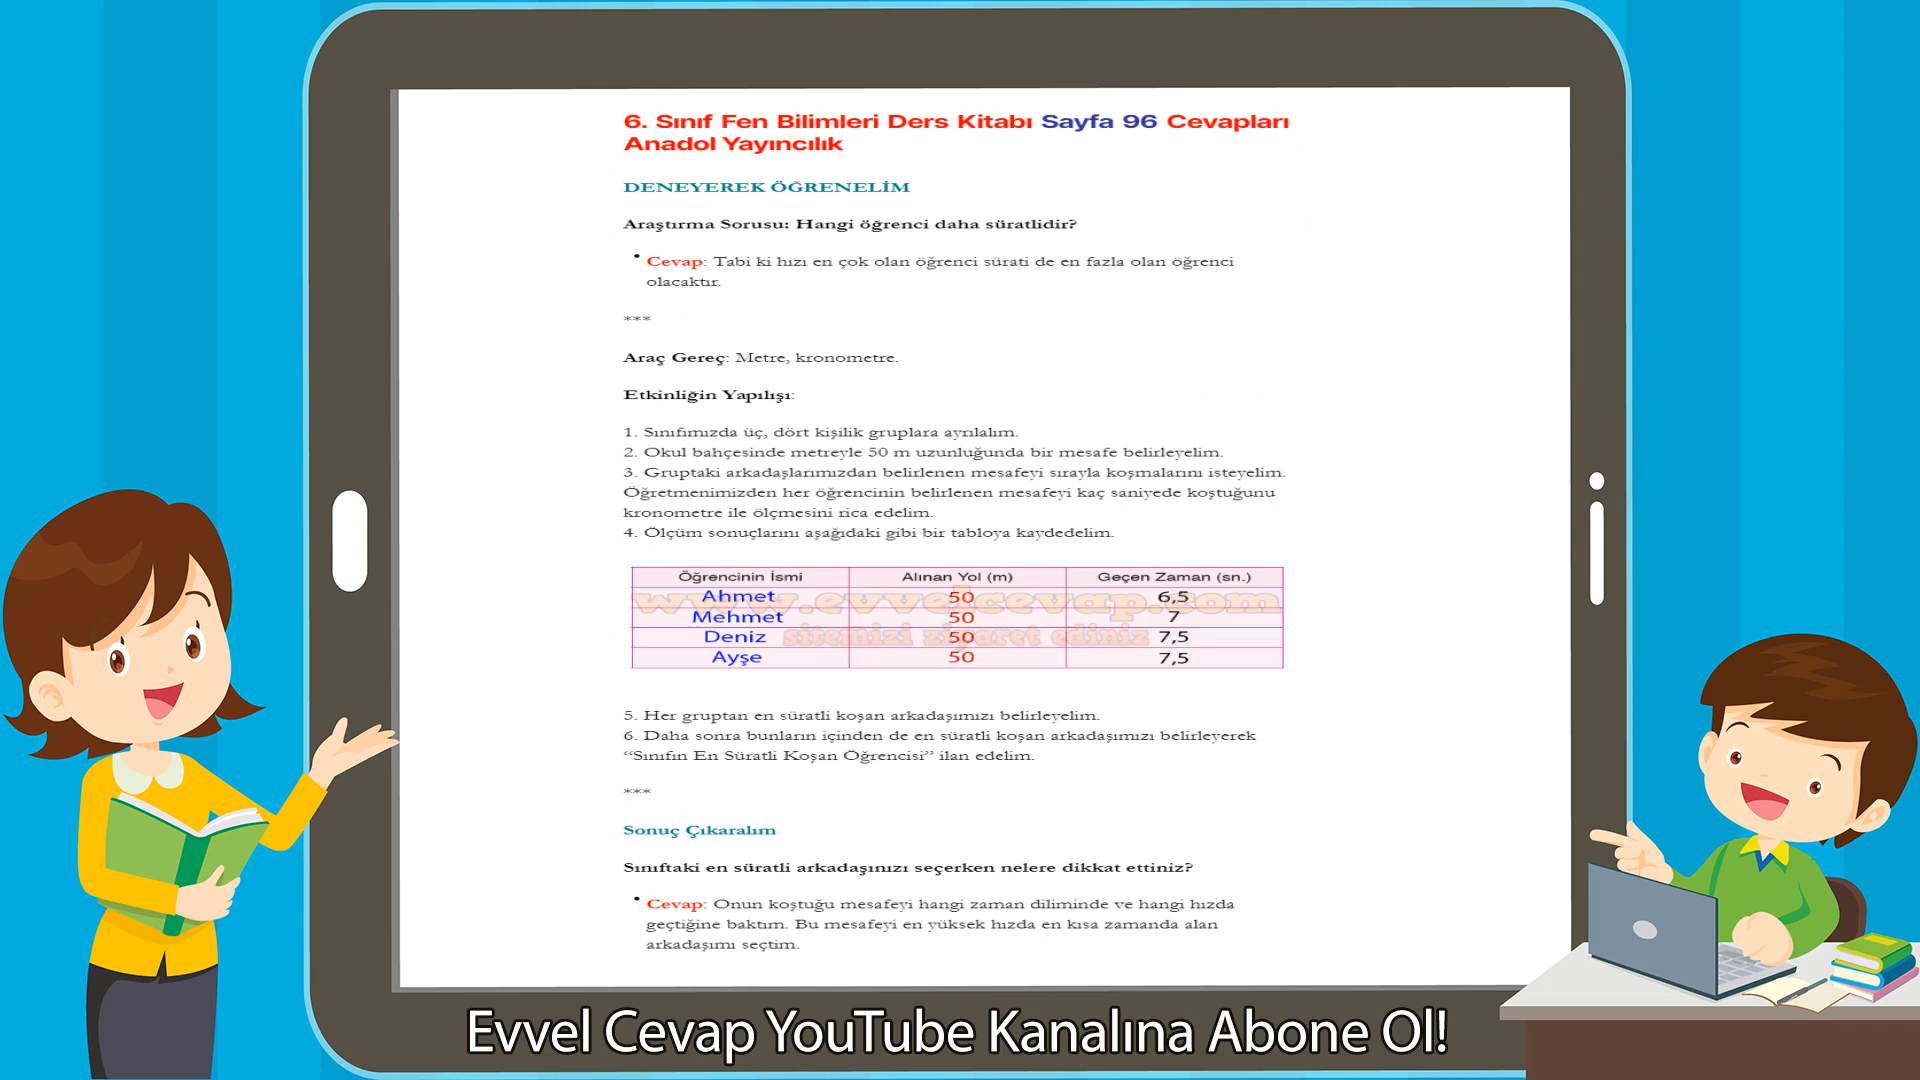 6. Sınıf Fen Bilimleri Ders Kitabı Sayfa 96 Cevapları
Anadol Yayıncılık
DENEYEREK ÖĞRENELİM
Araştırma Sorusu: Hangi öğrenci daha süratlidir?
• Cevap: Tabi ki hızı en çok olan öğrenci sürati de en fazla olan öğrenci
olacaktır.
***
Araç Gereç: Metre, kronometre.
Etkinliğin Yapılışı:
1. Sınıfımızda üç, dört kişilik gruplara ayrılalım.
2. Okul bahçesinde metreyle 50 m uzunluğunda bir mesafe belirleyelim.
3. Gruptaki arkadaşlarımızdan belirlenen mesafeyi sırayla koşmalarını isteyelim.
Öğretmenimizden her öğrencinin belirlenen mesafeyi kaç saniyede koştuğunu
kronometre ile ölçmesini rica edelim.
4. Ölçüm sonuçlarını aşağıdaki gibi bir tabloya kaydedelim.
Öğrencinin İsmi Alınan Yol (m) Geçen Zaman (sn.)
Ahmet 50 6,5
www.evvelcevap.com
Mehmet 50 7
Deniz 50 7,5
sitemizi ziyaret ediniz
Ayşe 50 7,5
5. Her gruptan en süratli koşan arkadaşımızı belirleyelim.
6. Daha sonra bunların içinden de en süratli koşan arkadaşımızı belirleyerek
“Sınıfın En Süratli Koşan Öğrencisi” ilan edelim.
***
Sonuç Çıkaralım
Sınıftaki en süratli arkadaşınızı seçerken nelere dikkat ettiniz?
• Cevap: Onun koştuğu mesafeyi hangi zaman diliminde ve hangi hızda
geçtiğine baktım. Bu mesafeyi en yüksek hızda en kısa zamanda alan
arkadaşımı seçtim.
Evvel Cevap YouTube Kanalına Abone Ol!